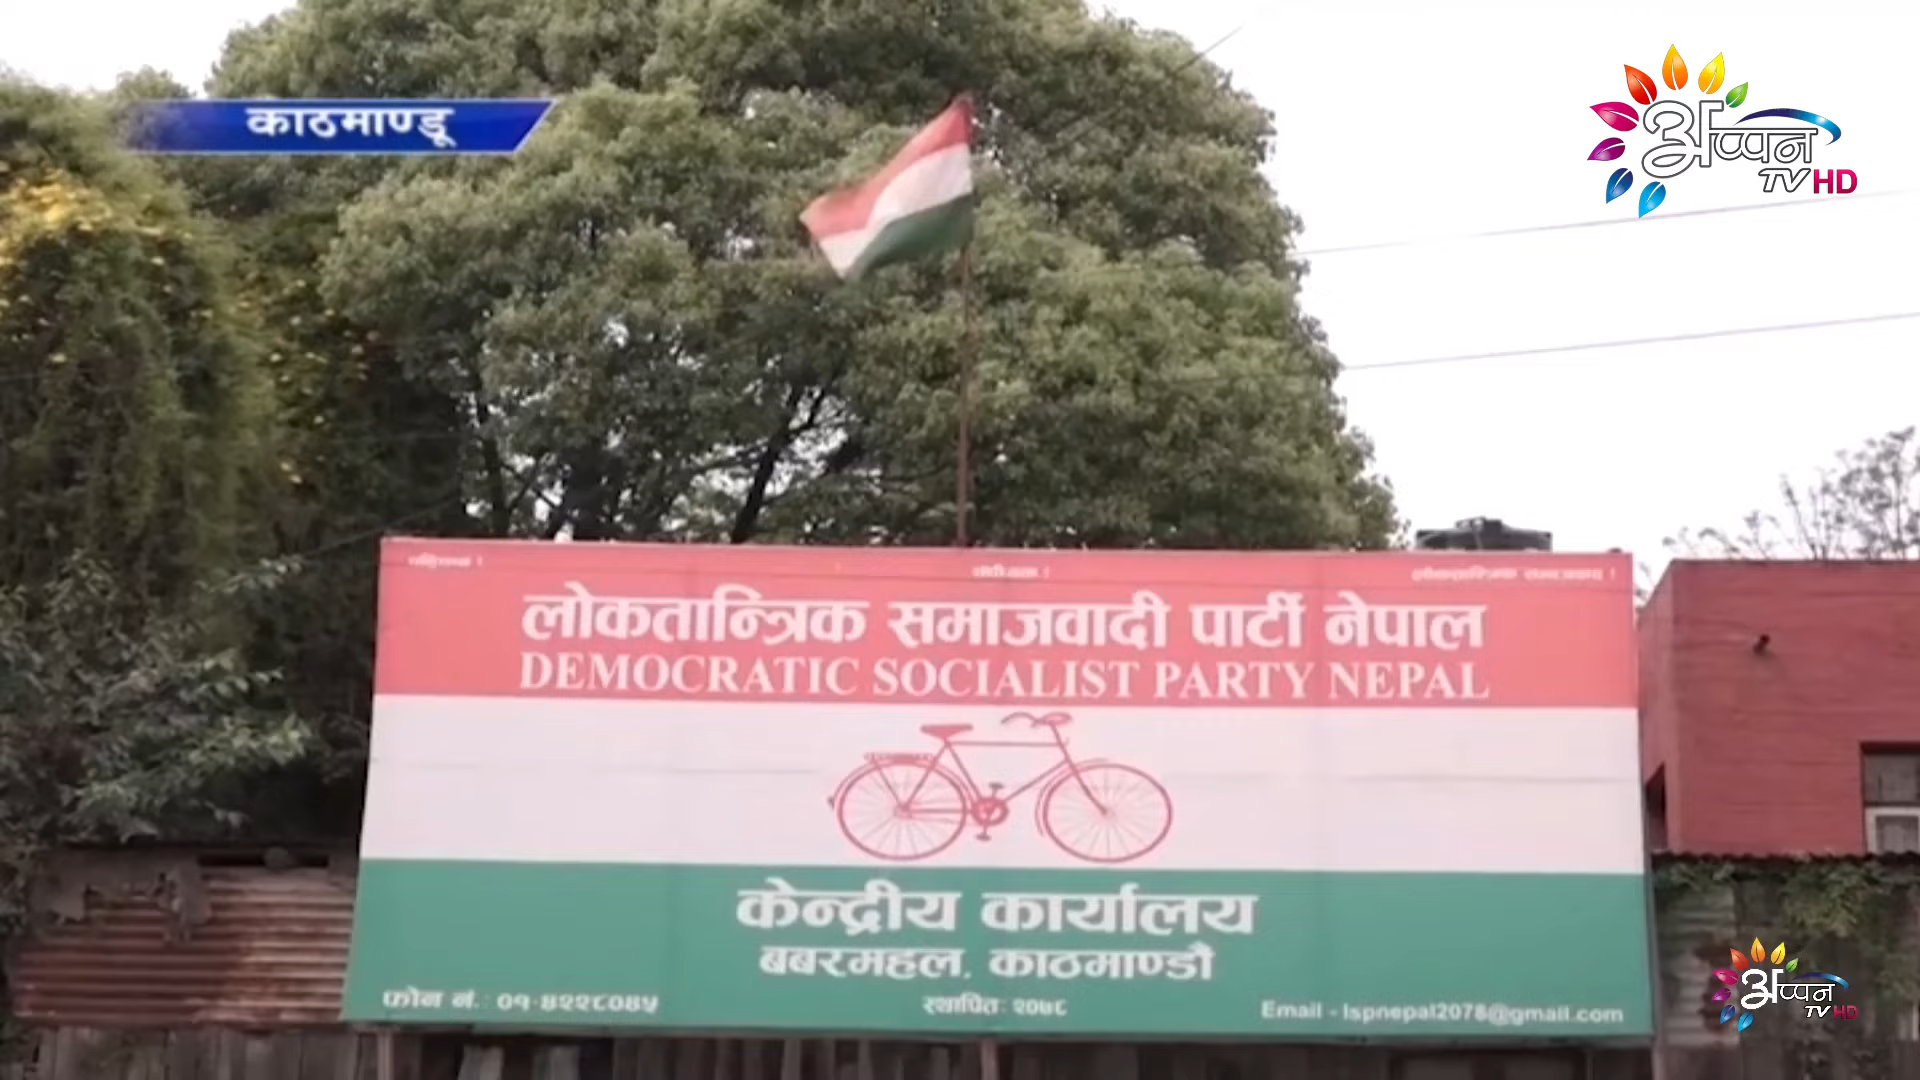 काठमाण्डू
अप्पन
TV HD
लोकतान्त्रिक समाजवादी पार्टी नेपाल
DEMOCRATIC SOCIALIST PARTY NEPAL
केन्द्रीय कार्यालय
बबरमहल, काठमाण्डौ
फोन नं.: ०१-४२२८०४५ स्थापित: २०७८ Email - lspnepal2078@gmail.com
अप्पन
TV HD